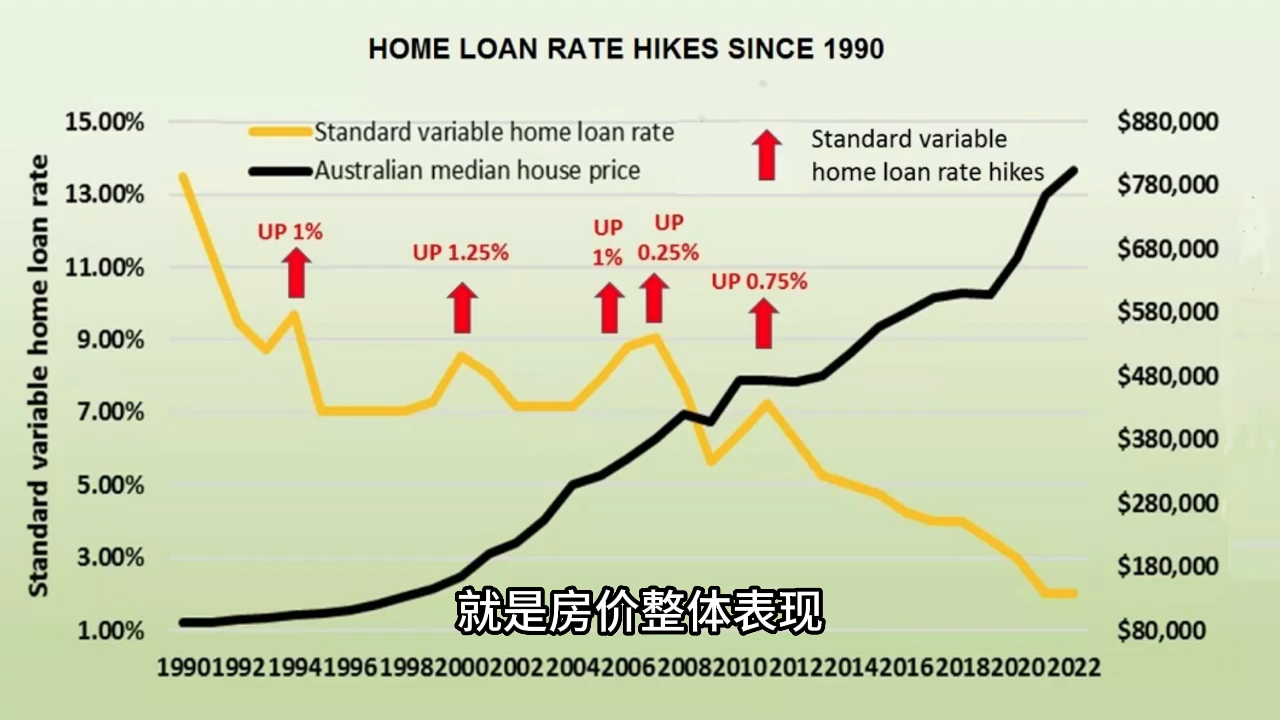 HOME LOAN RATE HIKES SINCE 1990
Standard variable home loan rate
Australian median house price
Standard variable
home loan rate hikes
Standard variable home loan rate
15.00%
13.00%
11.00%
9.00%
7.00%
5.00%
3.00%
1.00%
UP 1%
UP 1.25%
UP
1%
UP
0.25%
UP 0.75%
$880,000
$780,000
$680,000
$580,000
$480,000
$380,000
$280,000
$180,000
$80,000
就是房价整体表现
1990 1992 1994 1996 1998 2000 2002 2004 2006 2008 2010 2012 2014 2016 2018 2020 2022